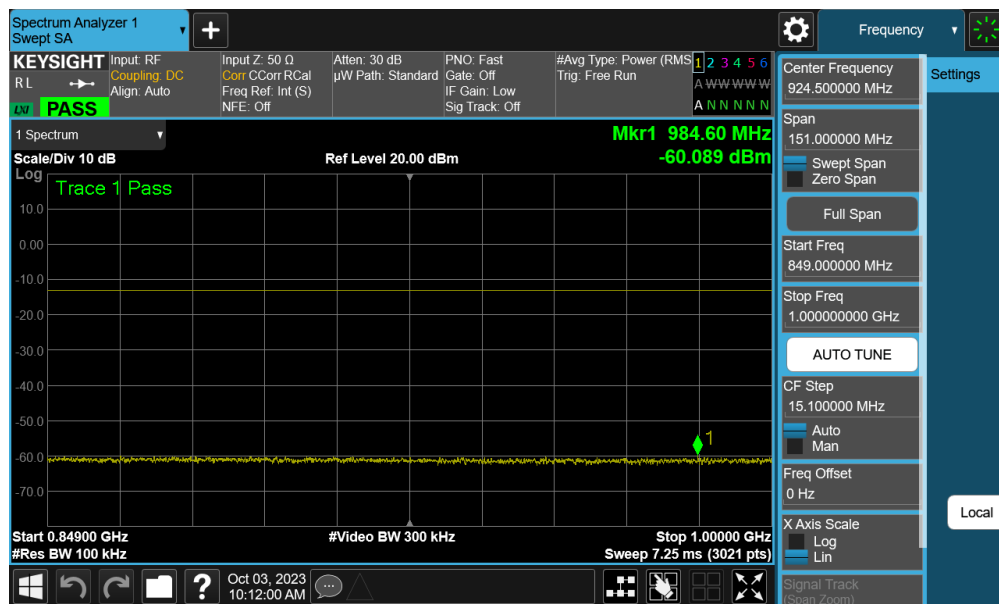 Spectrum Analyzer 1
Swept SA
+
Frequency
KEYSIGHT
R L
LXI
PASS
Input: RF
Coupling: DC
Align: Auto
Input Z: 50 Ω
Corr CCorr RCal
Freq Ref: Int (S)
NFE: Off
Atten: 30 dB
µW Path: Standard
PNO: Fast
Gate: Off
IF Gain: Low
Sig Track: Off
#Avg Type: Power (RMS
Trig: Free Run
1 2 3 4 5 6
A W W W W W
A N N N N N
1 Spectrum
Mkr1 984.60 MHz
-60.089 dBm
Scale/Div 10 dB
Ref Level 20.00 dBm
Log
Trace 1 Pass
10.0
0.00
-10.0
-20.0
-30.0
-40.0
-50.0
-60.0
-70.0
1
Start 0.84900 GHz
#Video BW 300 kHz
Stop 1.00000 GHz
#Res BW 100 kHz
Sweep 7.25 ms (3021 pts)
Center Frequency
924.500000 MHz
Span
151.000000 MHz
Swept Span
Zero Span
Full Span
Start Freq
849.000000 MHz
Stop Freq
1.000000000 GHz
AUTO TUNE
CF Step
15.100000 MHz
Auto
Man
Freq Offset
0 Hz
X Axis Scale
Log
Lin
Signal Track
(Span Zoom)
Settings
Local
?
Oct 03, 2023
10:12:00 AM